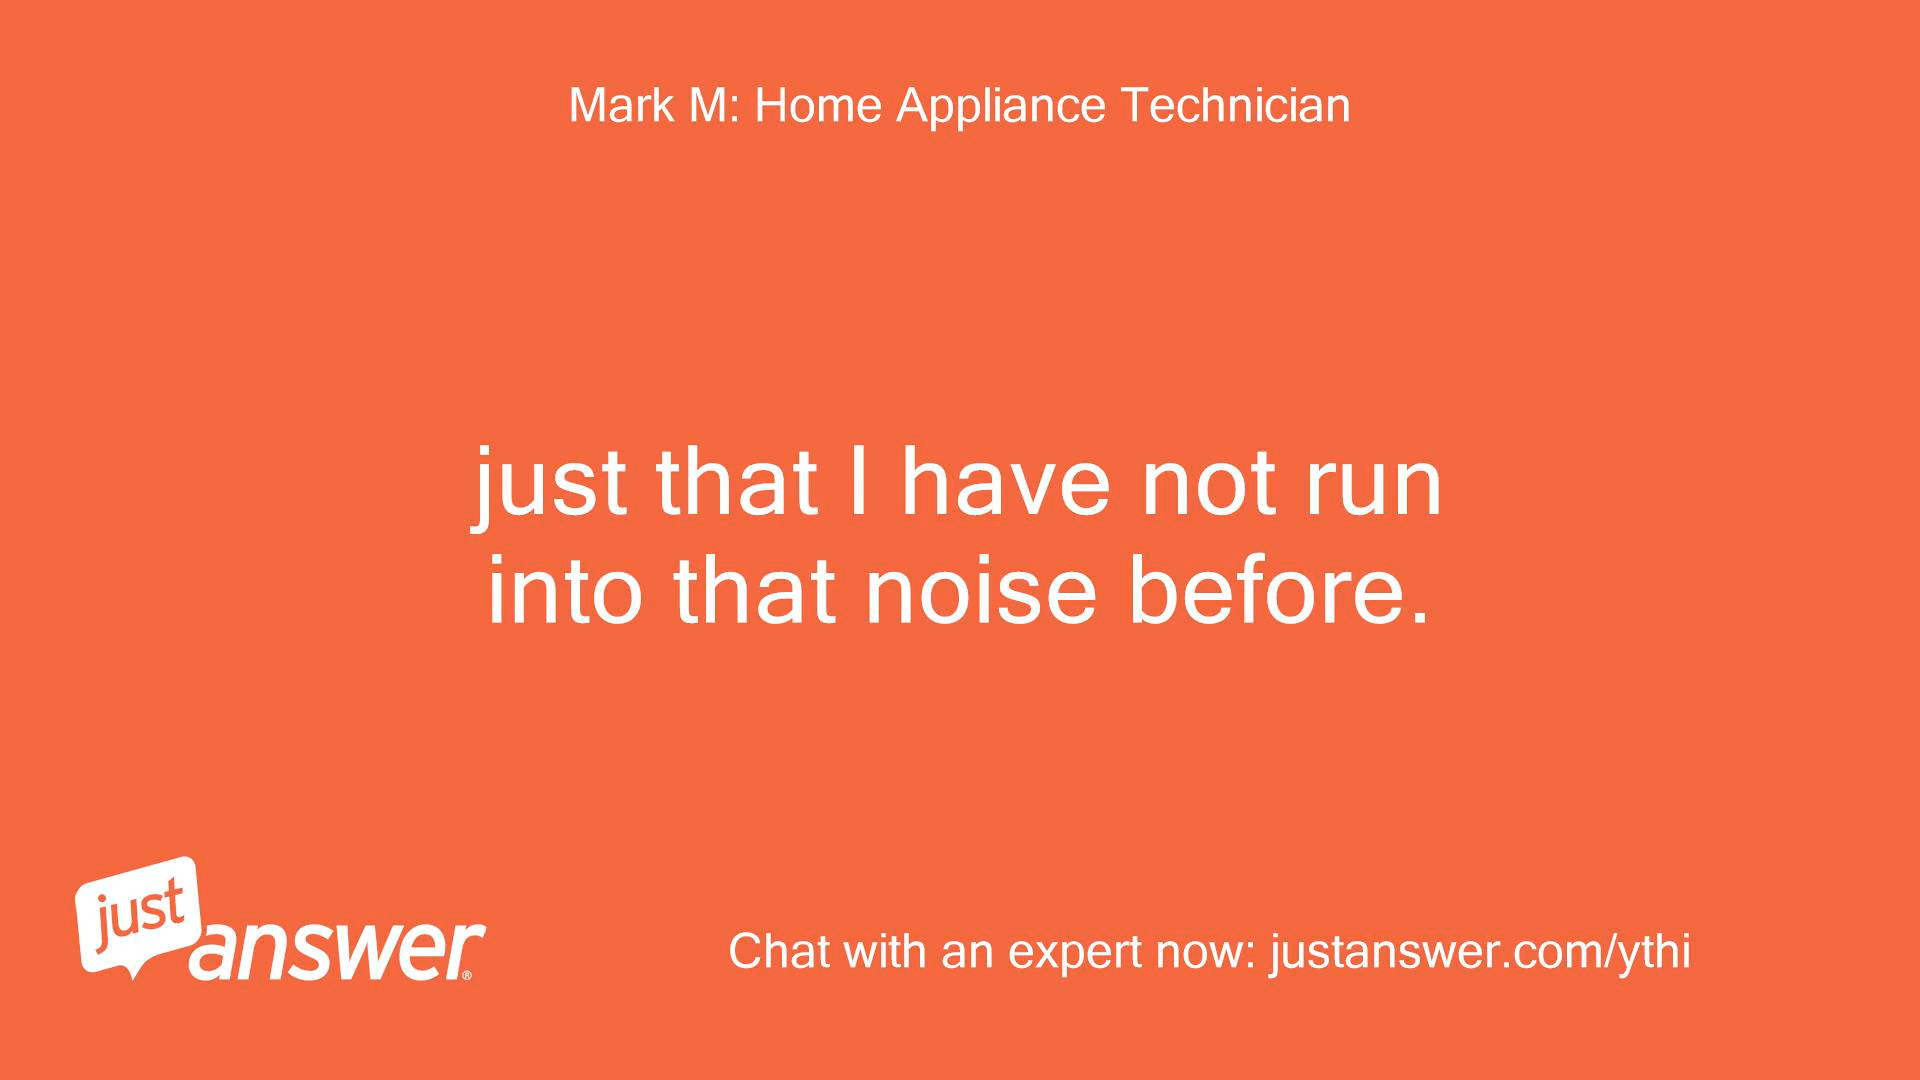 Mark M: Home Appliance Technician
just that I have not run
into that noise before.
just
answer®
Chat with an expert now: justanswer.com/ythi